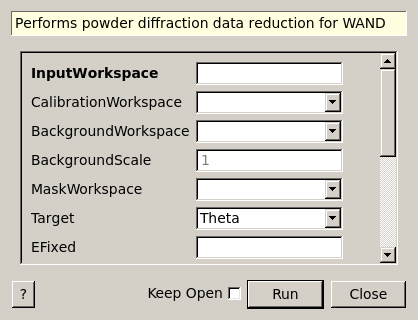 Performs powder diffraction data reduction for WAND
InputWorkspace
CalibrationWorkspace
BackgroundWorkspace
BackgroundScale 1
MaskWorkspace
Target Theta
EFixed
? Keep Open Run Close